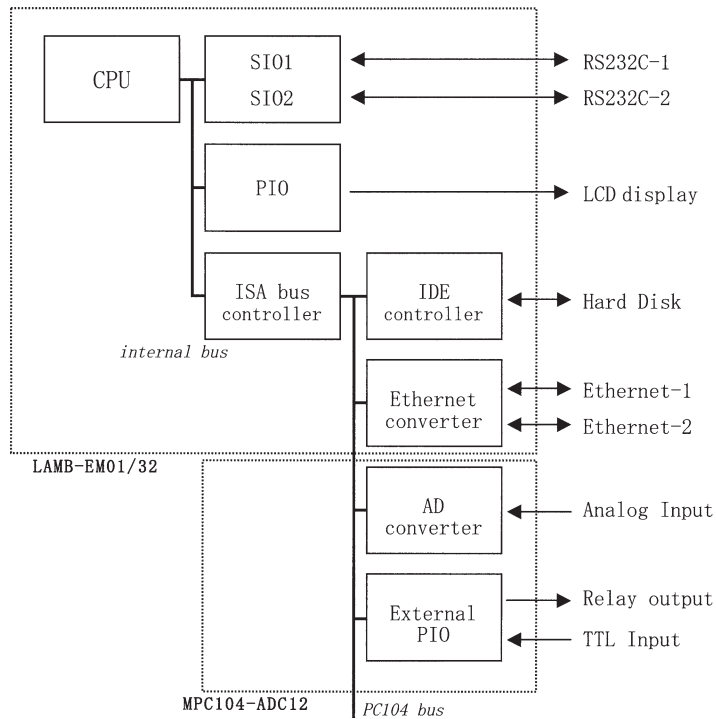 CPU
SIO1
SIO2
RS232C-1
RS232C-2
PIO
LCD display
ISA bus
controller
IDE
controller
Hard Disk
internal bus
Ethernet
converter
Ethernet-1
Ethernet-2
LAMB-EM01/32
AD
converter
Analog Input
External
PIO
Relay output
TTL Input
MPC104-ADC12
PC104 bus